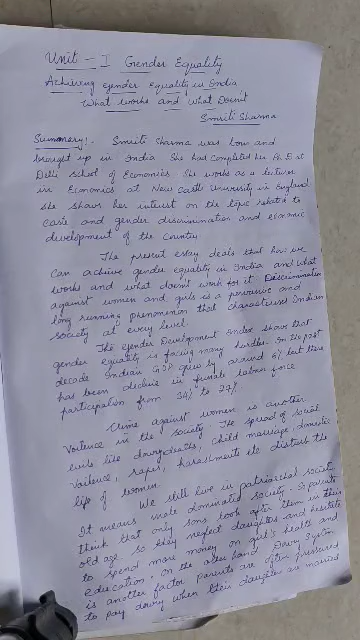 Unit - I Gender Equality
Achieving gender equality in India
What works and What Doesn't
Smriti Sharma
Summary:- Smriti Sharma was born and
brought up in India She had Completed her Ph.D at
Delhi School of Economics. She works as a lecturer
in Economics at New Castle University in England
She shows her intrest on the topic related to
caste and gender discrimination and economic
development of the Country.
The present essay deals that how we
can achieve gender equality in India and what
works and what doesn't work for it. Descrimination
against women and girls is a pervasive and
long running phenomenon that characterises Indian
society at every level.
The Gender Development Index shows that
gender equality is facing many hurdles. In the past
decade Indian GDP grew by around 6% but there
has been decline in female labour force
participation from 34% to 27%.
Crime against women is another
Voilence in the society. The spread of social
evils like dowrydeaths, Child marriage, domestic
voilence, rapes, harassments etc disturb the
life of women.
We still live in patriarchal society.
It means male dominated society. Parents
think that only sons look after them in their
old age so they neglect daughters and hesitate
to spend more money on girl's health and
education. On the other hand Dowry System
is another factor Parents are often pressured
to pay dowry when their daughter are married